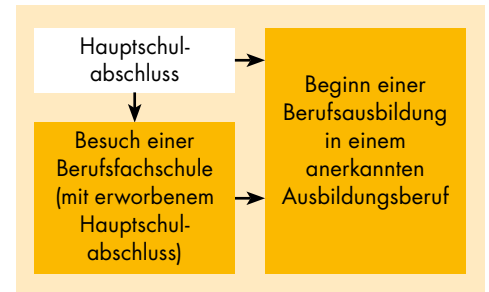 Hauptschul-
abschluss
Besuch einer
Berufsfachschule
(mit erworbenem
Hauptschul-
abschluss)
Beginn einer
Berufsausbildung
in einem
anerkannten
Ausbildungsberuf